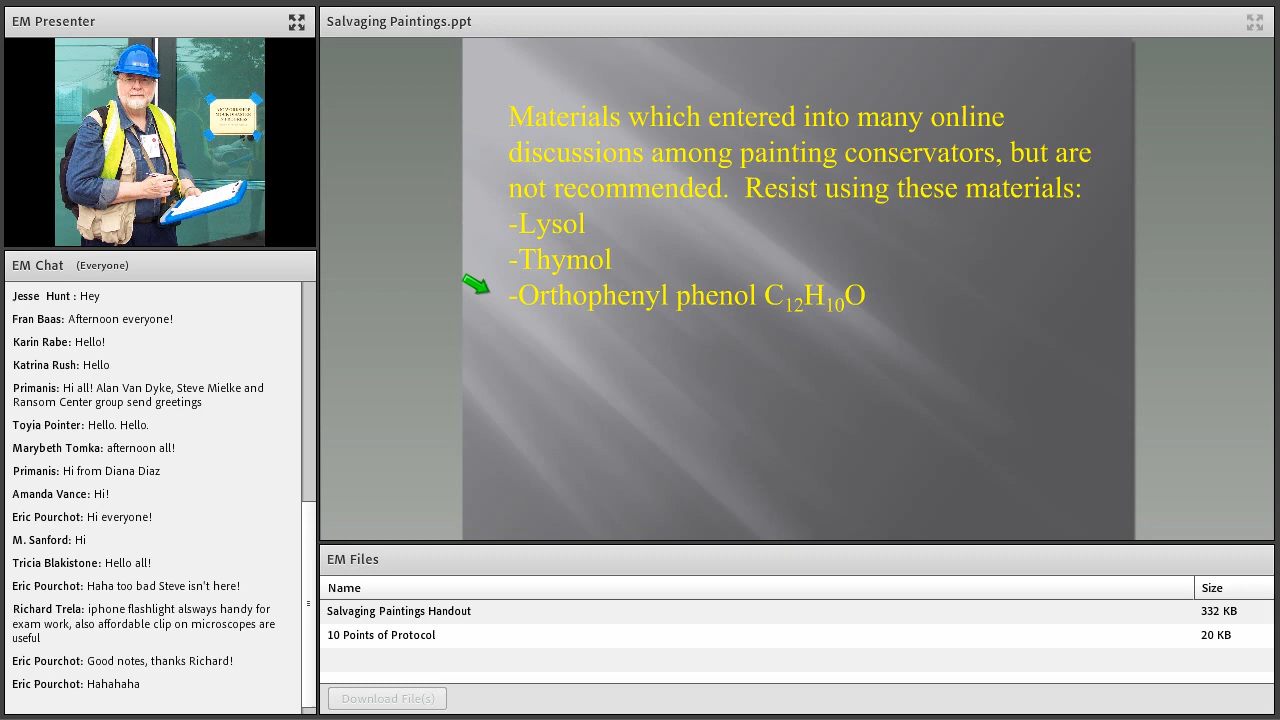 EM Presenter
EM Chat (Everyone)
Jesse Hunt : Hey
Fran Baas: Afternoon everyone!
Karin Rabe: Hello!
Katrina Rush: Hello
Primanis: Hi all! Alan Van Dyke, Steve Mielke and
Ransom Center group send greetings
Toyia Pointer: Hello. Hello.
Marybeth Tomka: afternoon all!
Primanis: Hi from Diana Diaz
Amanda Vance: Hi!
Eric Pourchot: Hi everyone!
M. Sanford: Hi
Tricia Blakistone: Hello all!
Eric Pourchot: Haha too bad Steve isn't here!
Richard Trela: iphone flashlight alsways handy for
exam work, also affordable clip on microscopes are
useful
Eric Pourchot: Good notes, thanks Richard!
Eric Pourchot: Hahahaha
Salvaging Paintings.ppt
Materials which entered into many online
discussions among painting conservators, but are
not recommended.  Resist using these materials:
-Lysol
-Thymol
-Orthophenyl phenol C₁₂H₁₀O
EM Files
Name Size
Salvaging Paintings Handout 332 KB
10 Points of Protocol 20 KB
Download File(s)